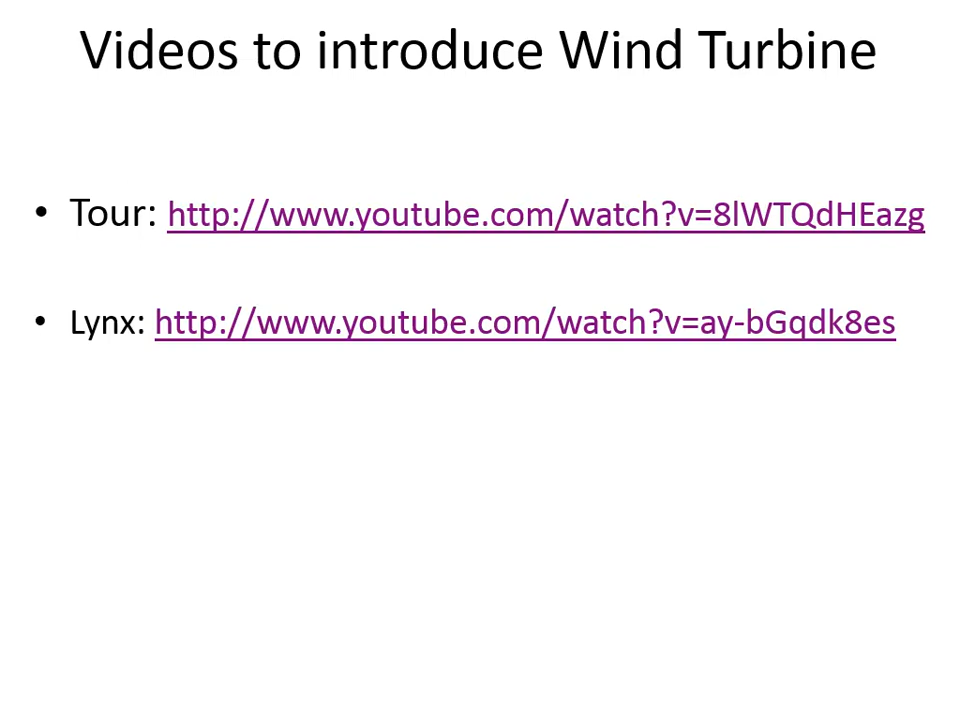 Videos to introduce Wind Turbine
• Tour: http://www.youtube.com/watch?v=8lWTQdHEazg
• Lynx: http://www.youtube.com/watch?v=ay-bGqdk8es